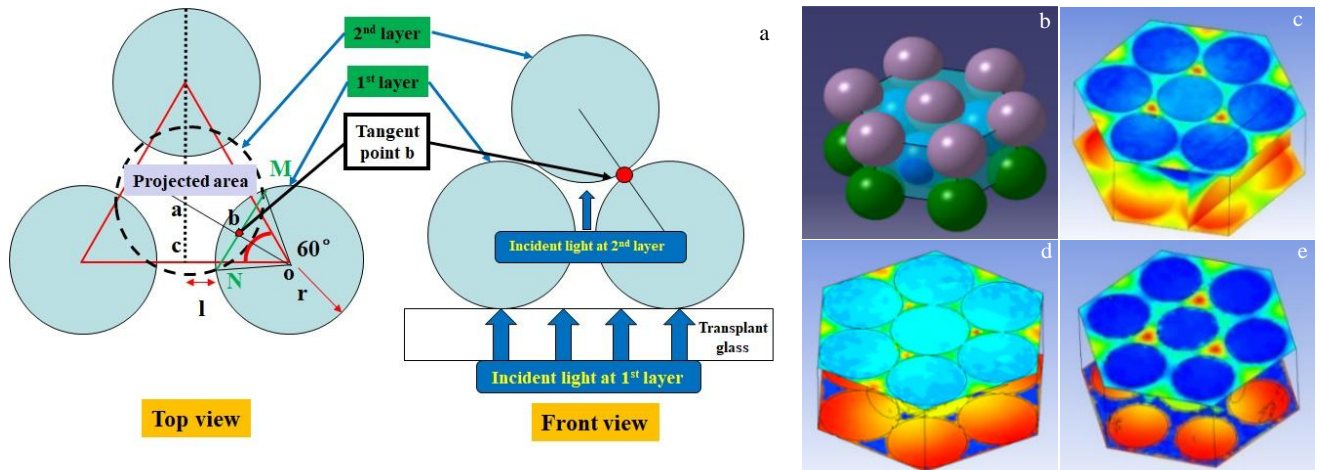 2nd layer
a
1st layer
Tangent
point b
M
Projected area
a
b
c
60°
o
N
r
l
Incident light at 2nd layer
Transplant
glass
Incident light at 1st layer
Top view
Front view
b
c
d
e